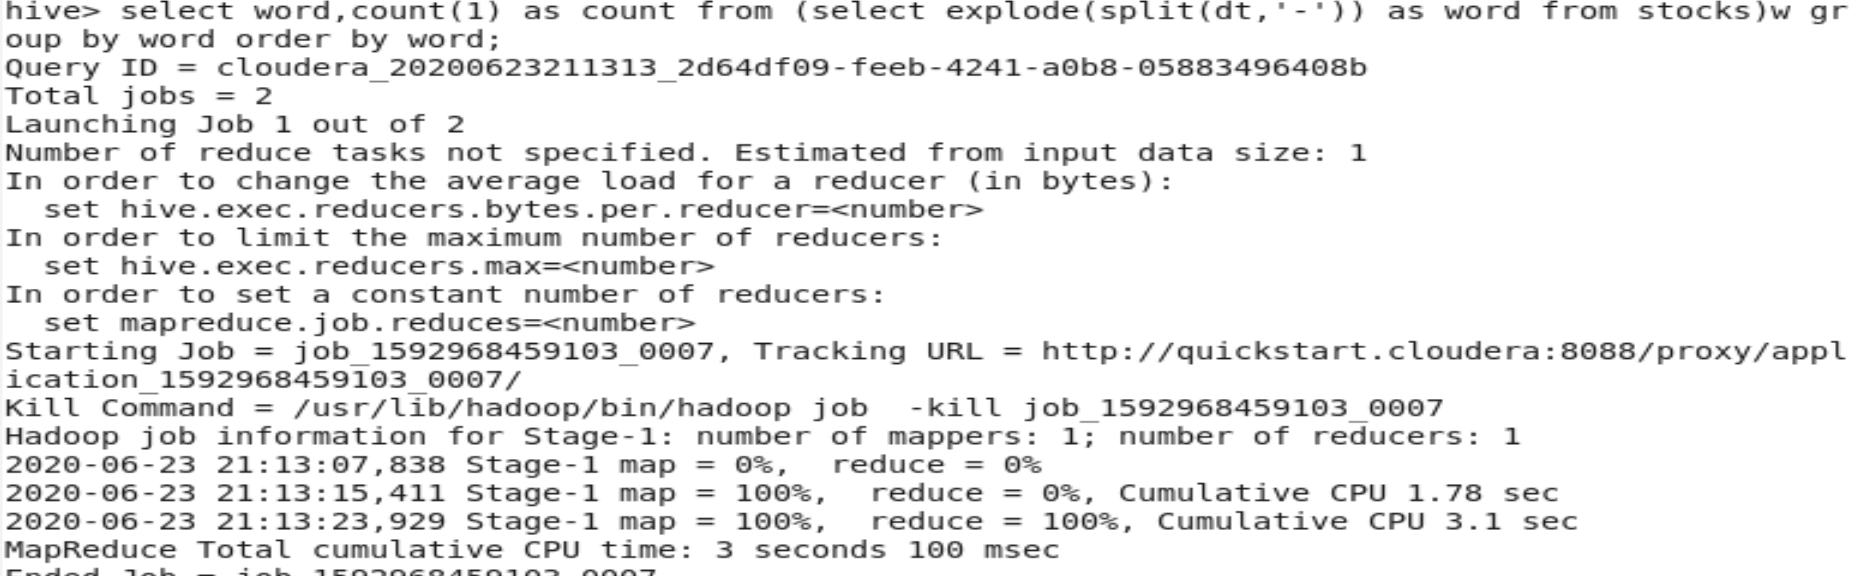 hive> select word,count(1) as count from (select explode(split(dt,'-')) as word from stocks)w gr
oup by word order by word;
Query ID = cloudera_20200623211313_2d64df09-feeb-4241-a0b8-05883496408b
Total jobs = 2
Launching Job 1 out of 2
Number of reduce tasks not specified. Estimated from input data size: 1
In order to change the average load for a reducer (in bytes):
  set hive.exec.reducers.bytes.per.reducer=<number>
In order to limit the maximum number of reducers:
  set hive.exec.reducers.max=<number>
In order to set a constant number of reducers:
  set mapreduce.job.reduces=<number>
Starting Job = job_1592968459103_0007, Tracking URL = http://quickstart.cloudera:8088/proxy/appl
ication_1592968459103_0007/
Kill Command = /usr/lib/hadoop/bin/hadoop job  -kill job_1592968459103_0007
Hadoop job information for Stage-1: number of mappers: 1; number of reducers: 1
2020-06-23 21:13:07,838 Stage-1 map = 0%,  reduce = 0%
2020-06-23 21:13:15,411 Stage-1 map = 100%,  reduce = 0%, Cumulative CPU 1.78 sec
2020-06-23 21:13:23,929 Stage-1 map = 100%,  reduce = 100%, Cumulative CPU 3.1 sec
MapReduce Total cumulative CPU time: 3 seconds 100 msec
Ended Job = job_1592968459103_0007